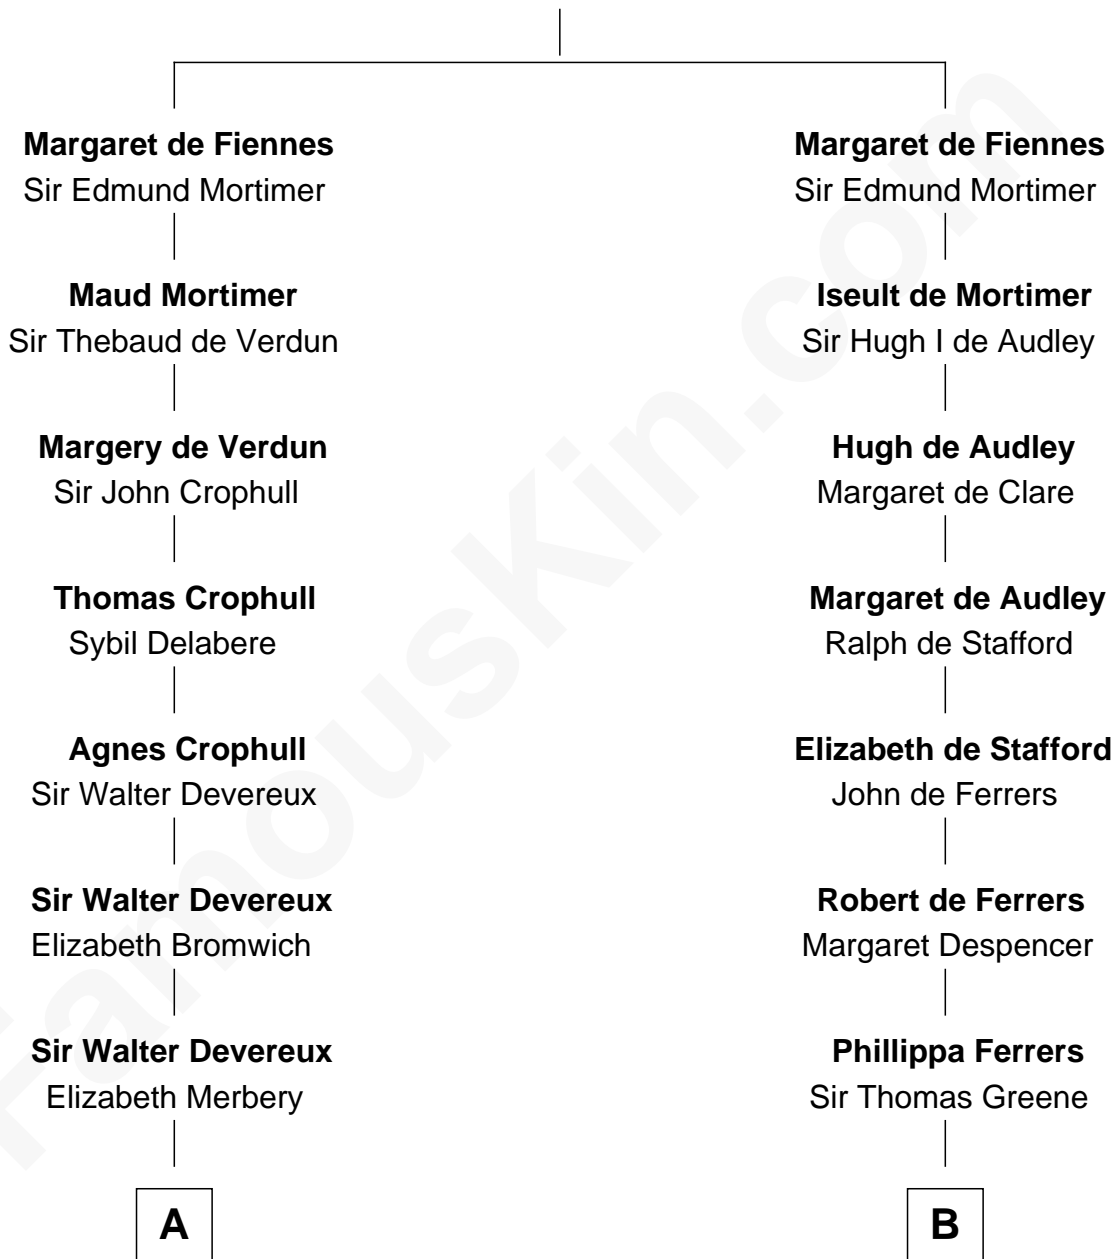 Margaret de Fiennes
Sir Edmund Mortimer
Maud Mortimer
Sir Thebaud de Verdun
Margery de Verdun
Sir John Crophull
Thomas Crophull
Sybil Delabere
Agnes Crophull
Sir Walter Devereux
Sir Walter Devereux
Elizabeth Bromwich
Sir Walter Devereux
Elizabeth Merbery
A
Margaret de Fiennes
Sir Edmund Mortimer
Iseult de Mortimer
Sir Hugh I de Audley
Hugh de Audley
Margaret de Clare
Margaret de Audley
Ralph de Stafford
Elizabeth de Stafford
John de Ferrers
Robert de Ferrers
Margaret Despencer
Phillippa Ferrers
Sir Thomas Greene
B
FamousKin.com